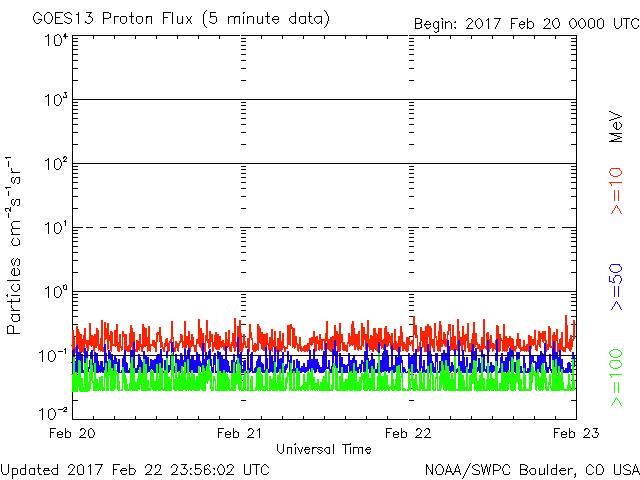 GOES13 Proton Flux (5 minute data)
Begin: 2017 Feb 20 0000 UTC
Particles cm⁻²s⁻¹sr⁻¹
10⁴
10³
10²
10¹
10⁰
10⁻¹
10⁻²
Feb 20
Feb 21
Feb 22
Feb 23
Universal Time
MeV
>=10
>=50
>=100
Updated 2017 Feb 22 23:56:02 UTC
NOAA/SWPC Boulder, CO USA